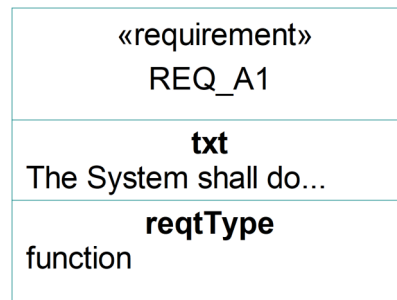 «requirement»
REQ_A1
txt
The System shall do...
reqtType
function